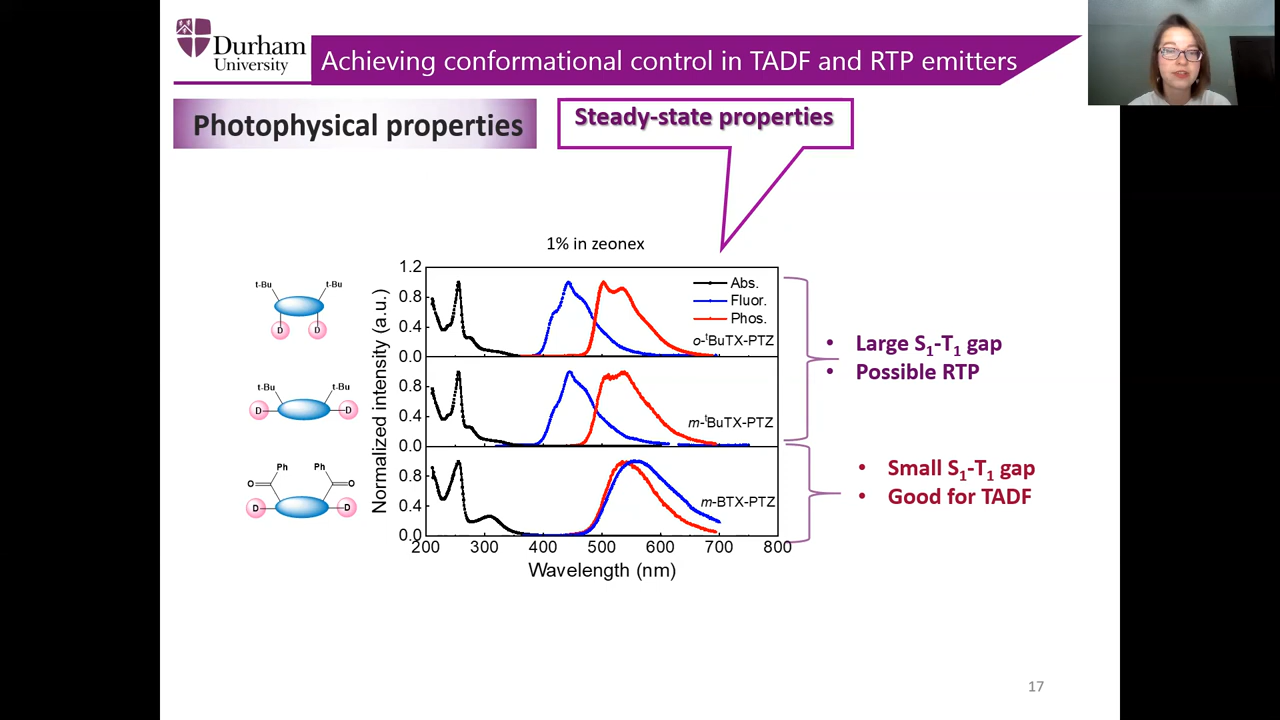 Durham
University
Achieving conformational control in TADF and RTP emitters
Photophysical properties
Steady-state properties
1% in zeonex
t-Bu
t-Bu
D
D
t-Bu
t-Bu
D
D
Ph
Ph
O
O
D
D
Normalized intensity (a.u.)
1.2
0.8
0.4
0.0
Abs.
Fluor.
Phos.
o-ᵗBuTX-PTZ
0.8
0.4
0.0
m-ᵗBuTX-PTZ
0.8
0.4
0.0
m-BTX-PTZ
200 300 400 500 600 700 800
Wavelength (nm)
• Large S₁-T₁ gap
• Possible RTP
• Small S₁-T₁ gap
• Good for TADF
17